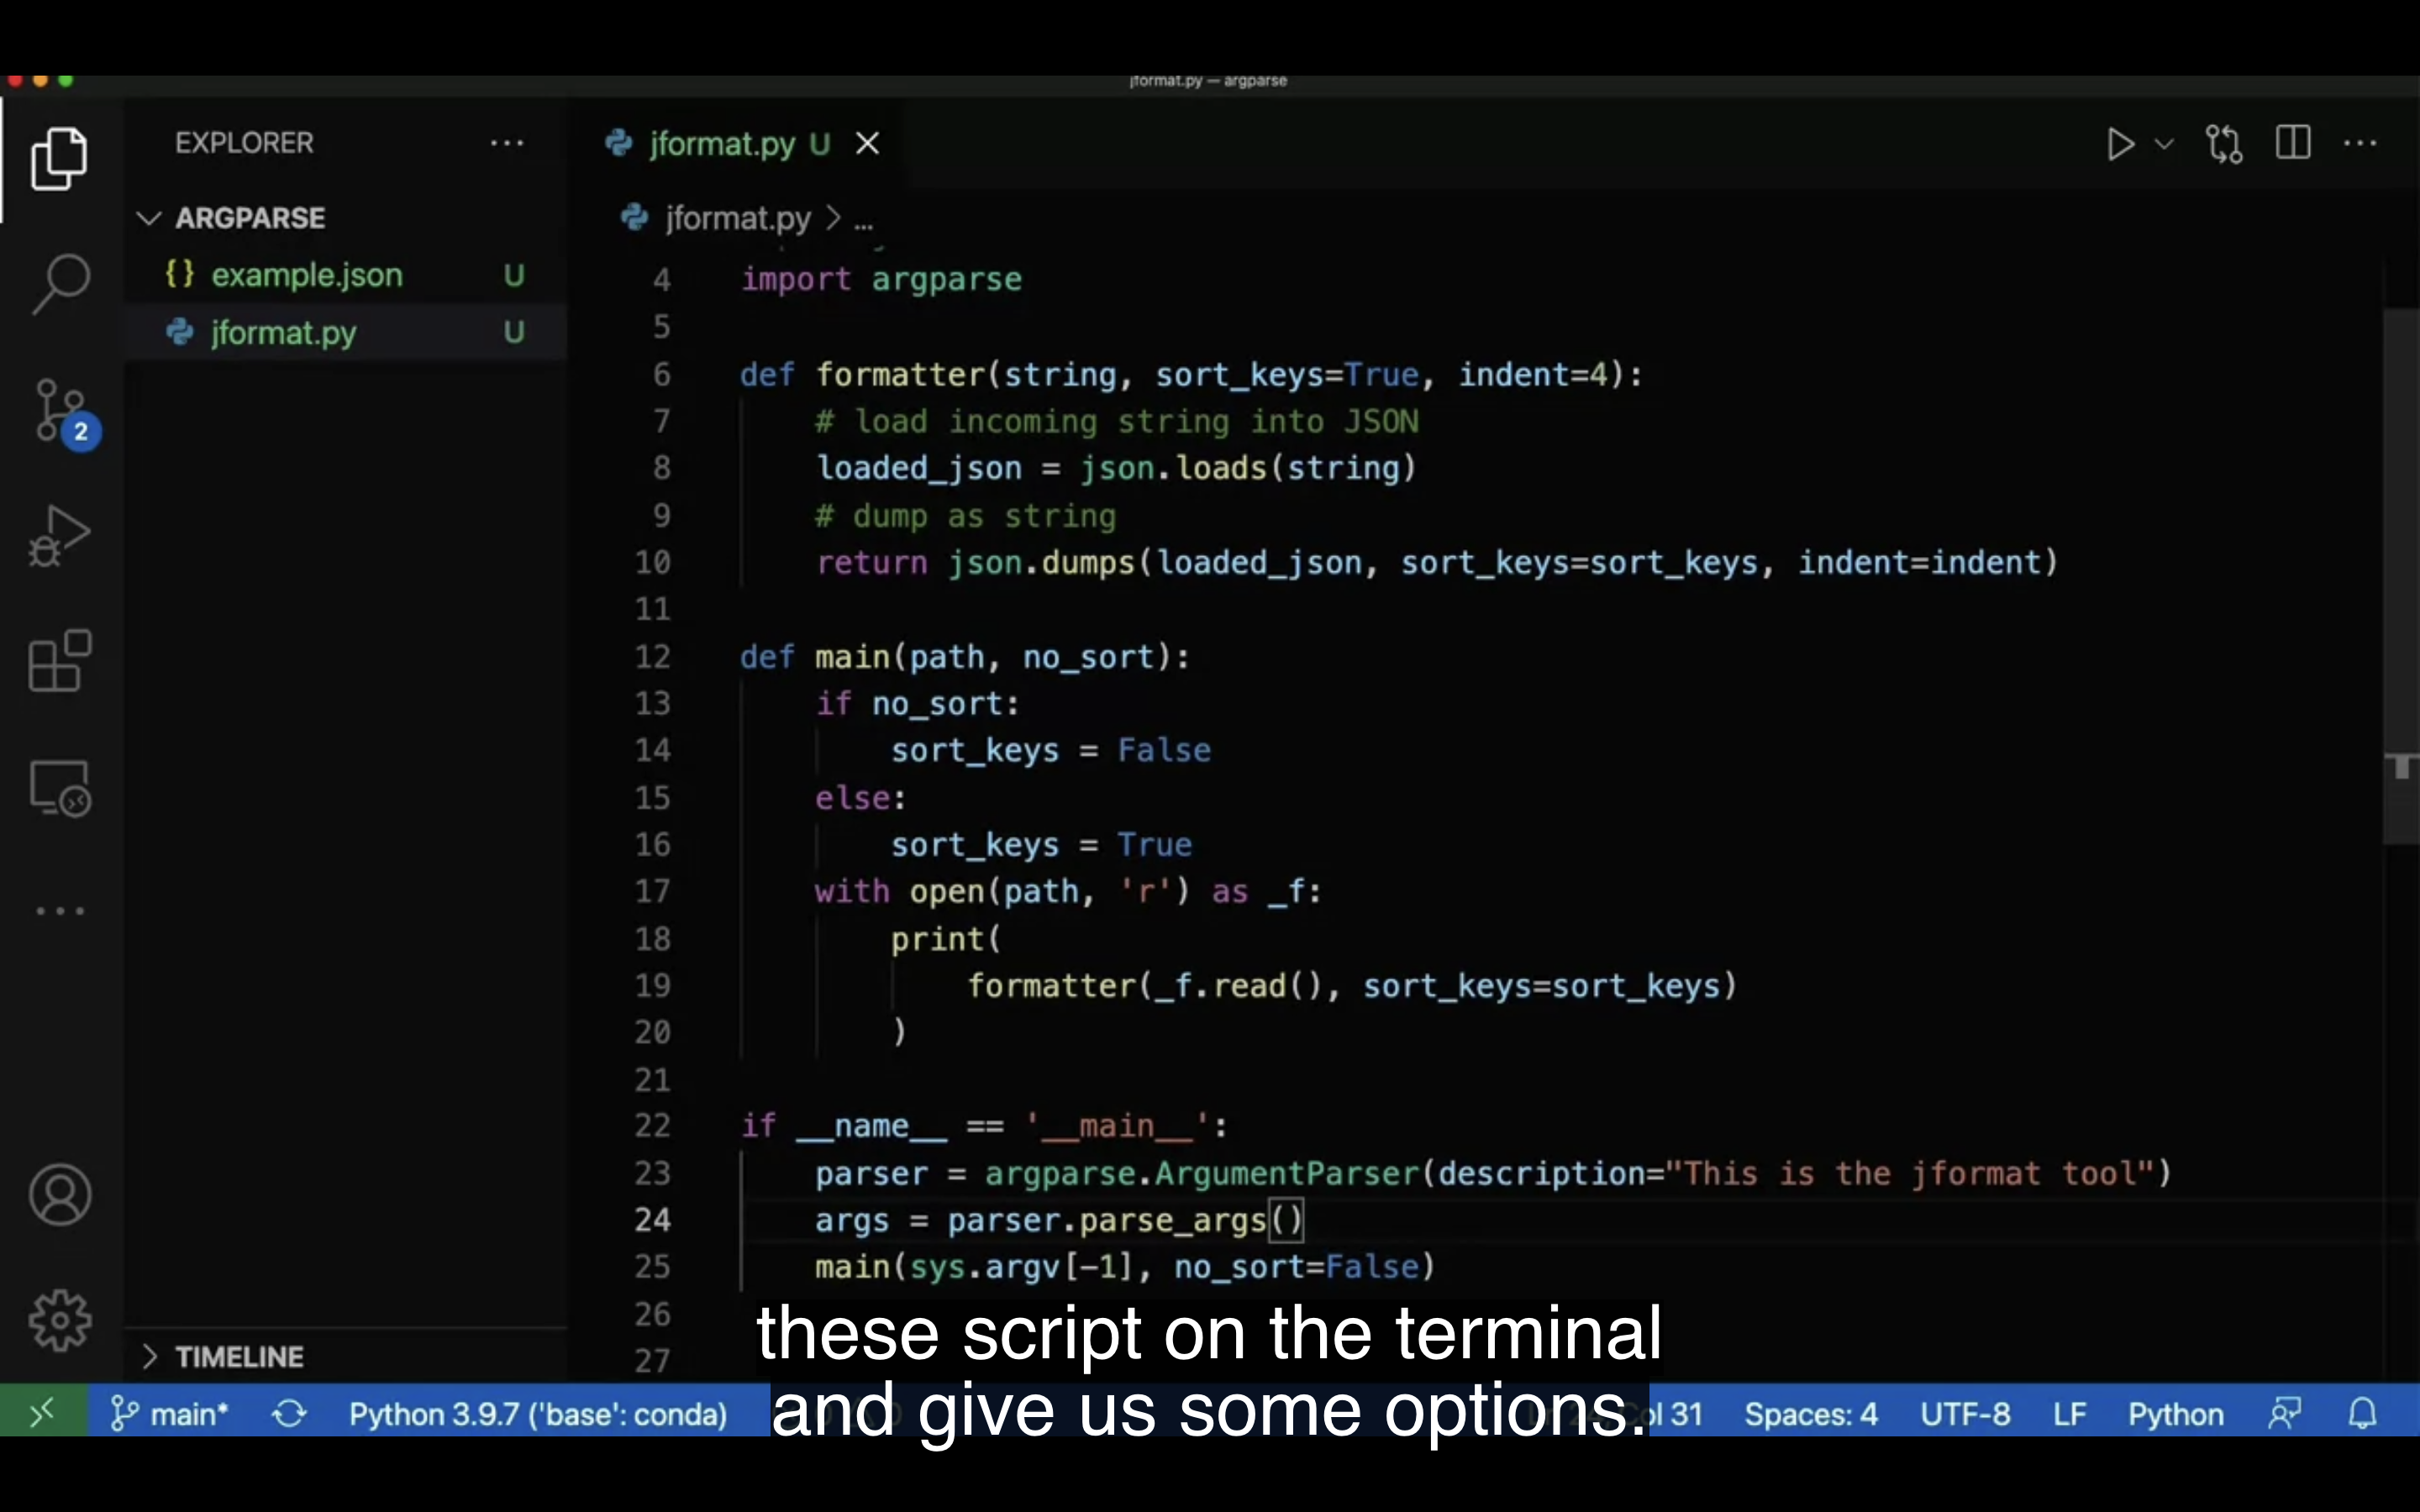 jformat.py — argparse
EXPLORER
ARGPARSE
example.json U
jformat.py U
2
TIMELINE
jformat.py U
jformat.py > ...
4 import argparse
5
6 def formatter(string, sort_keys=True, indent=4):
7 # load incoming string into JSON
8 loaded_json = json.loads(string)
9 # dump as string
10 return json.dumps(loaded_json, sort_keys=sort_keys, indent=indent)
11
12 def main(path, no_sort):
13 if no_sort:
14 sort_keys = False
15 else:
16 sort_keys = True
17 with open(path, 'r') as _f:
18 print(
19 formatter(_f.read(), sort_keys=sort_keys)
20 )
21
22 if __name__ == '__main__':
23 parser = argparse.ArgumentParser(description="This is the jformat tool")
24 args = parser.parse_args()
25 main(sys.argv[-1], no_sort=False)
26
27
these script on the terminal
and give us some options.
main* Python 3.9.7 ('base': conda) 31 Spaces: 4 UTF-8 LF Python